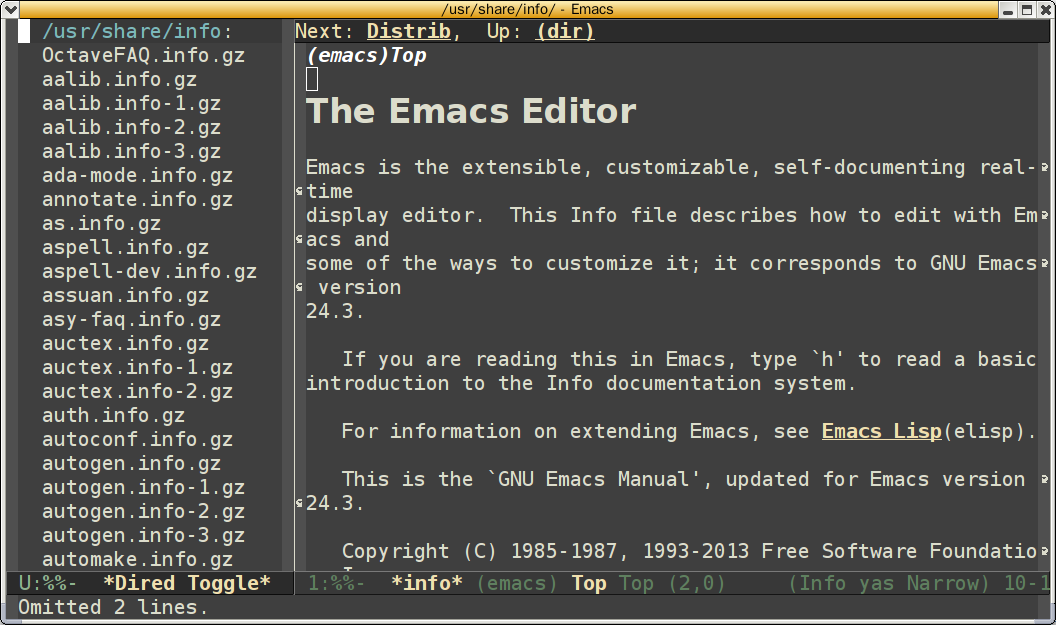 /usr/share/info/ - Emacs
/usr/share/info:
OctaveFAQ.info.gz
aalib.info.gz
aalib.info-1.gz
aalib.info-2.gz
aalib.info-3.gz
ada-mode.info.gz
annotate.info.gz
as.info.gz
aspell.info.gz
aspell-dev.info.gz
assuan.info.gz
asy-faq.info.gz
auctex.info.gz
auctex.info-1.gz
auctex.info-2.gz
auth.info.gz
autoconf.info.gz
autogen.info.gz
autogen.info-1.gz
autogen.info-2.gz
autogen.info-3.gz
automake.info.gz
U:%%-  *Dired Toggle*
Next: Distrib,  Up: (dir)
(emacs)Top
The Emacs Editor
Emacs is the extensible, customizable, self-documenting real-
time
display editor.  This Info file describes how to edit with Em
acs and
some of the ways to customize it; it corresponds to GNU Emacs
 version
24.3.
If you are reading this in Emacs, type `h' to read a basic
introduction to the Info documentation system.
For information on extending Emacs, see Emacs Lisp(elisp).
This is the `GNU Emacs Manual', updated for Emacs version
24.3.
Copyright (C) 1985-1987, 1993-2013 Free Software Foundatio
1:%%-  *info* (emacs) Top Top (2,0)     (Info yas Narrow) 10-1
Omitted 2 lines.